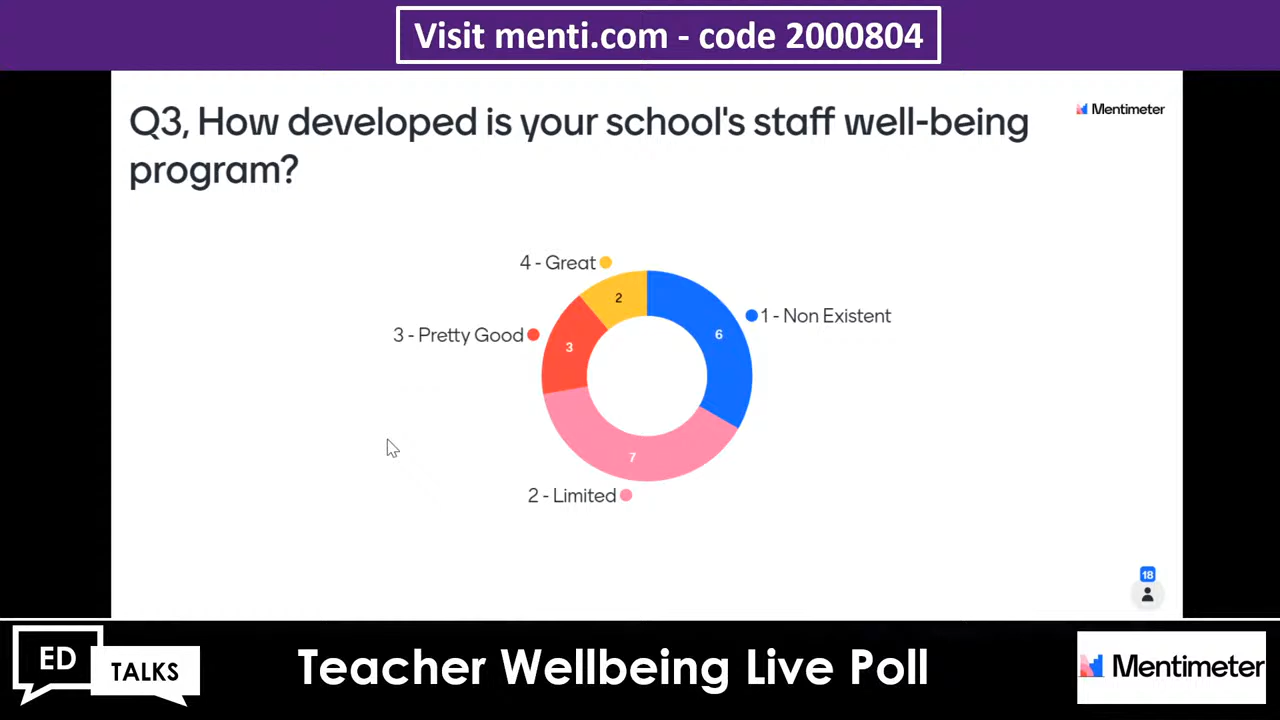 Visit menti.com - code 2000804
Q3, How developed is your school's staff well-being
program?
Mentimeter
4 - Great
2
1 - Non Existent
6
3 - Pretty Good
3
7
2 - Limited
18
ED
TALKS
Teacher Wellbeing Live Poll
Mentimeter